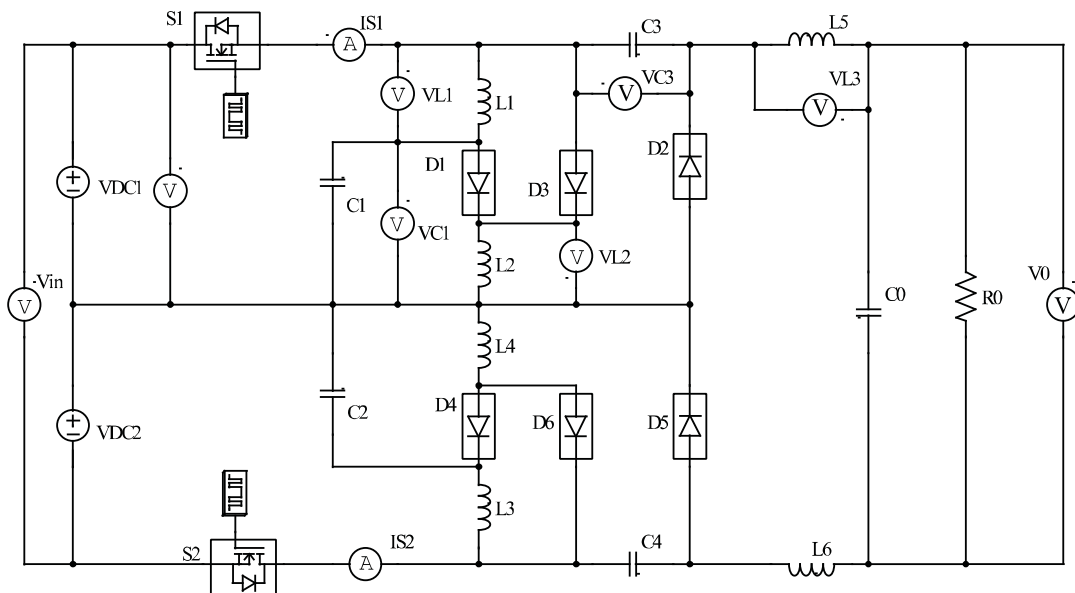 S1
IS1
C3
L5
VL1
L1
VC3
VL3
D1
D3
D2
VDC1
C1
VC1
L2
VL2
Vin
C0
R0
V0
L4
C2
D4
D6
D5
VDC2
L3
S2
IS2
C4
L6
A
V
V
V
V
V
V
V
V
A